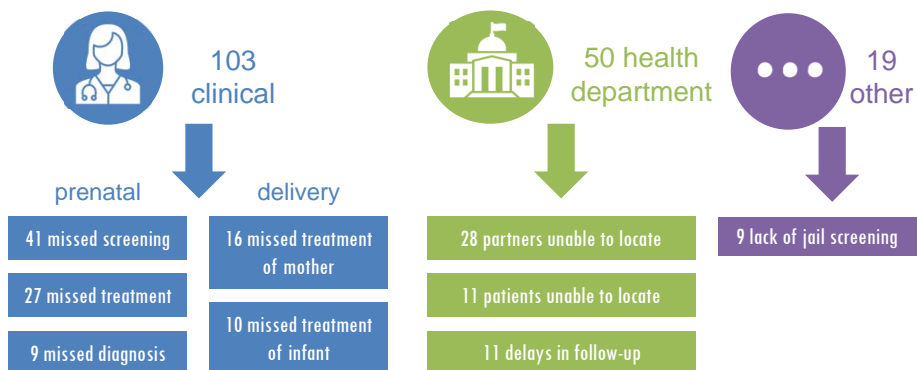 103
clinical
50 health
department
19
other
prenatal
delivery
41 missed screening
27 missed treatment
9 missed diagnosis
16 missed treatment
of mother
10 missed treatment
of infant
28 partners unable to locate
11 patients unable to locate
11 delays in follow-up
9 lack of jail screening